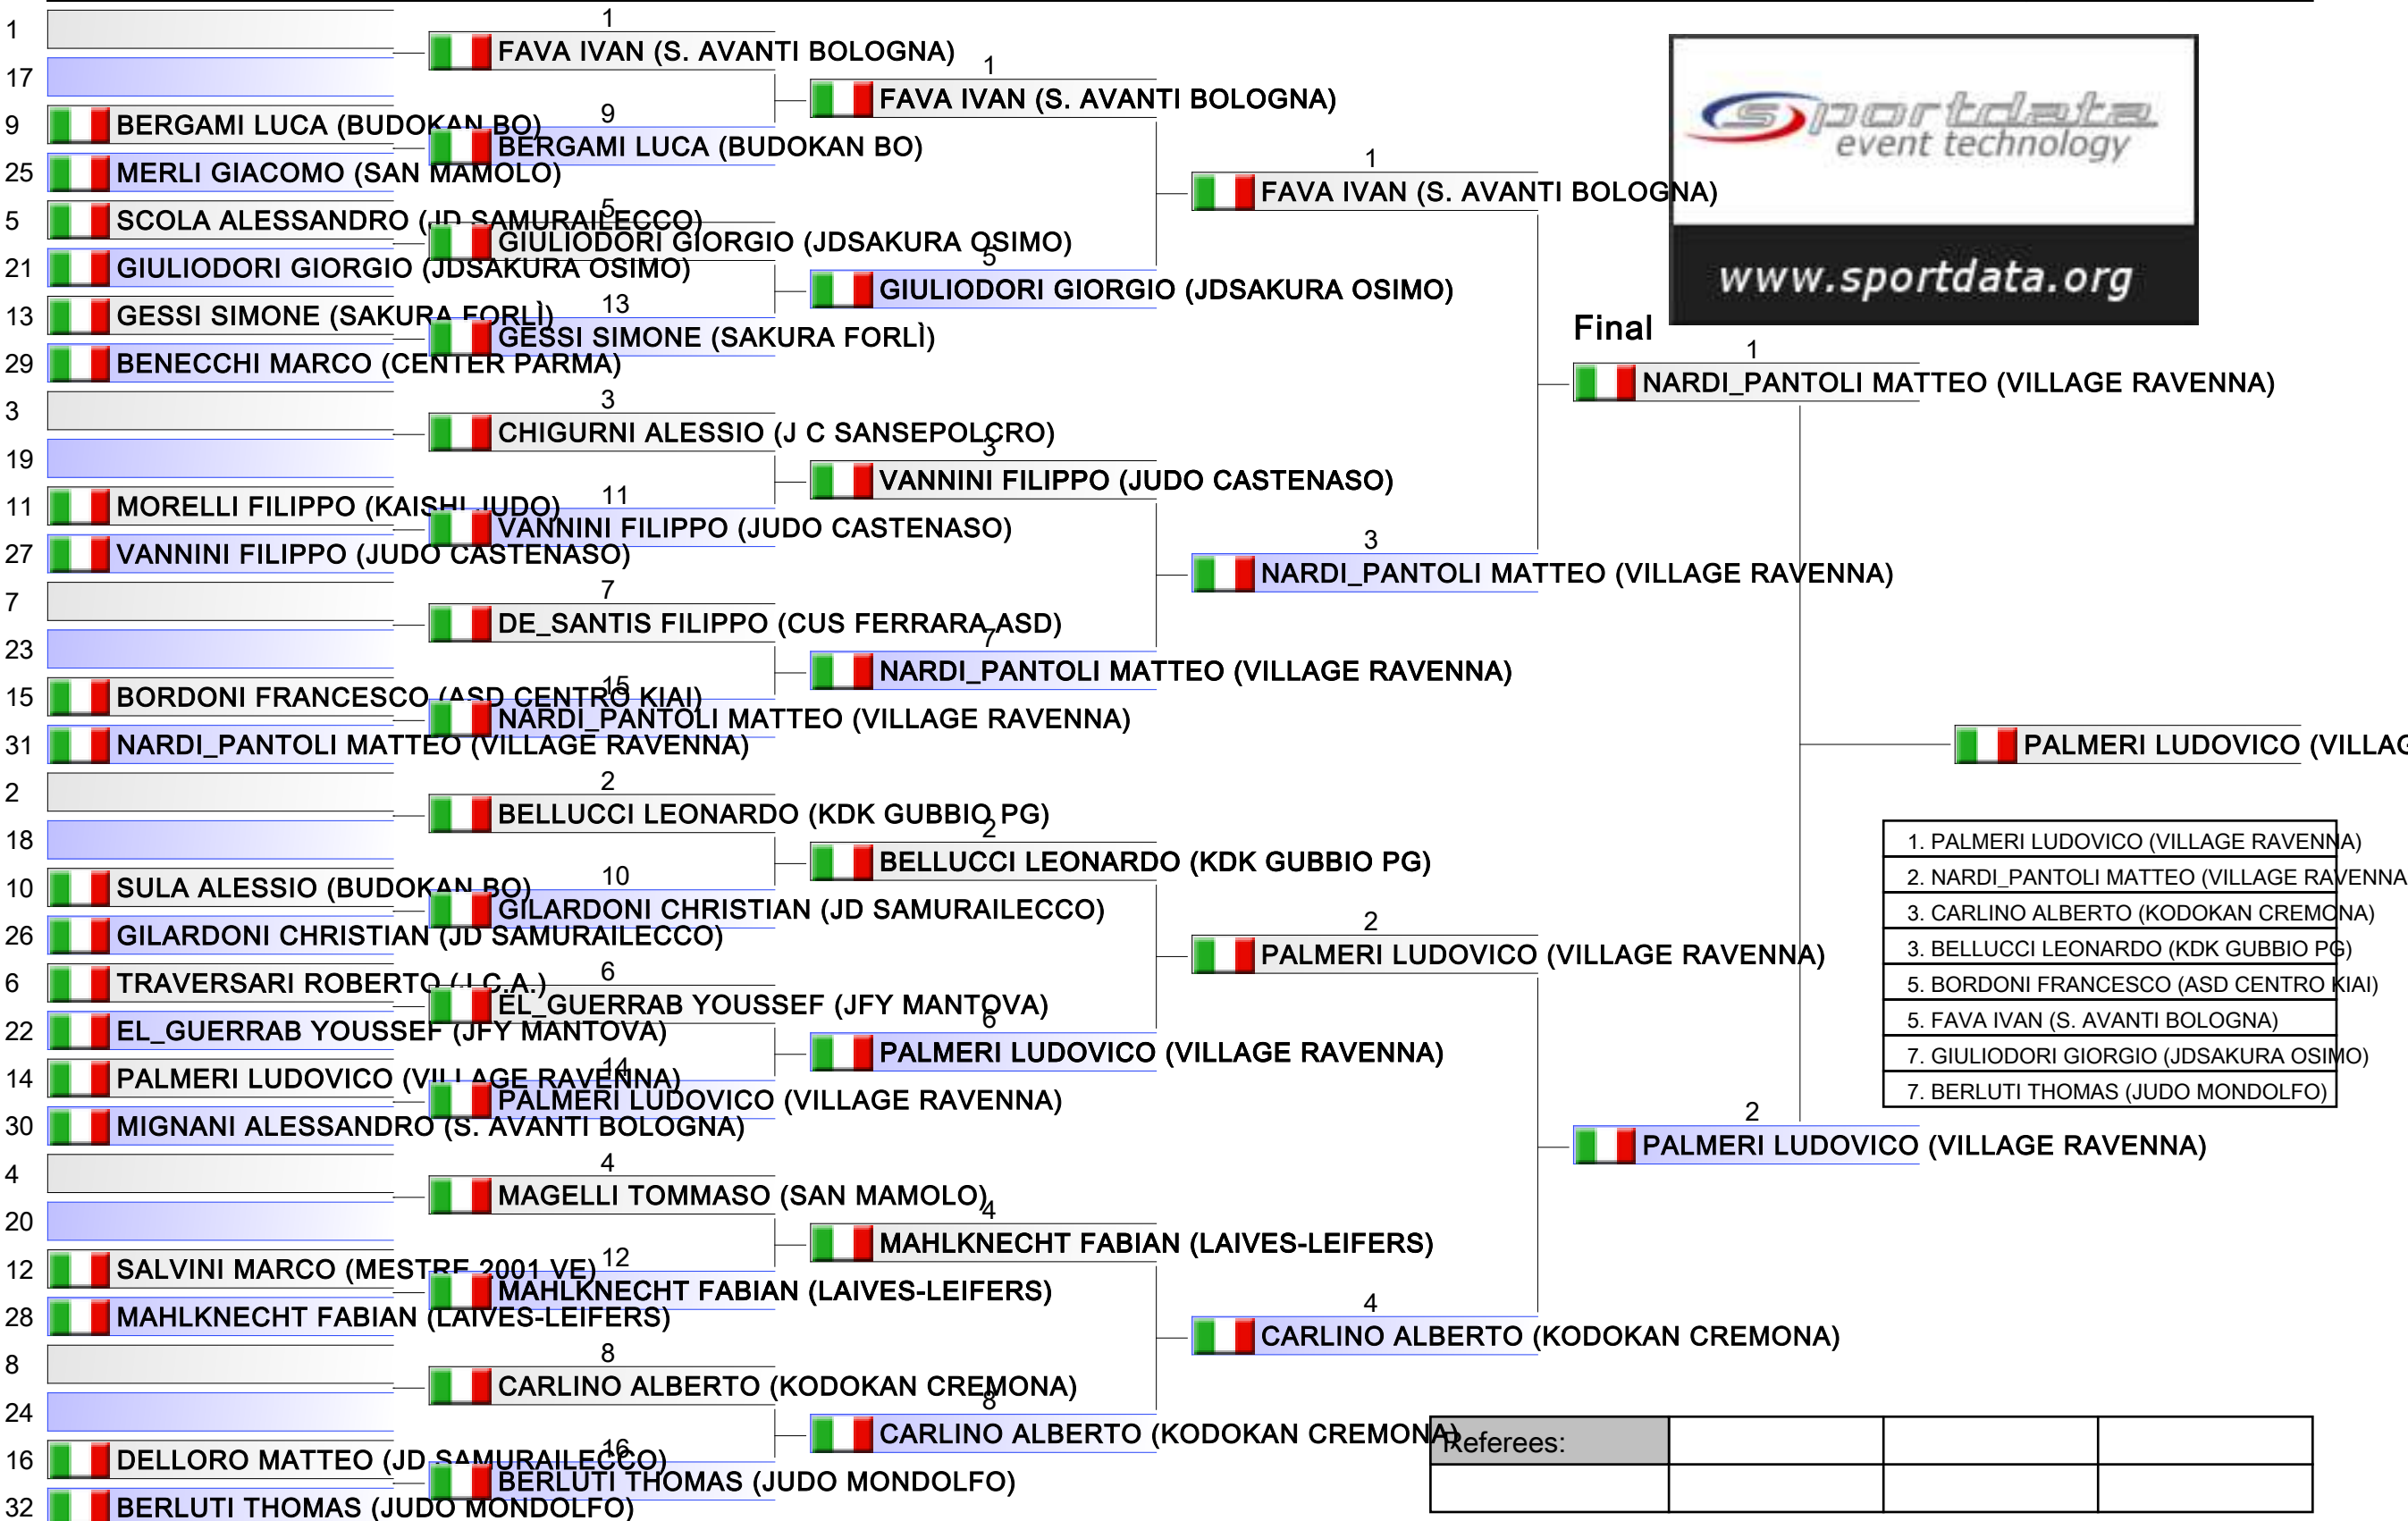 1
17
9 BERGAMI LUCA (BUDOKAN BO)
25 MERLI GIACOMO (SAN MAMOLO)
5 SCOLA ALESSANDRO (JD SAMURAILECCO)
21 GIULIODORI GIORGIO (JDSAKURA OSIMO)
13 GESSI SIMONE (SAKURA FORLÌ)
29 BENECCHI MARCO (CENTER PARMA)
3
19
11 MORELLI FILIPPO (KAISHI JUDO)
27 VANNINI FILIPPO (JUDO CASTENASO)
7
23
15 BORDONI FRANCESCO (ASD CENTRO KIAI)
31 NARDI_PANTOLI MATTEO (VILLAGE RAVENNA)
2
18
10 SULA ALESSIO (BUDOKAN BO)
26 GILARDONI CHRISTIAN (JD SAMURAILECCO)
6 TRAVERSARI ROBERTO (J.C.A.)
22 EL_GUERRAB YOUSSEF (JFY MANTOVA)
14 PALMERI LUDOVICO (VILLAGE RAVENNA)
30 MIGNANI ALESSANDRO (S. AVANTI BOLOGNA)
4
20
12 SALVINI MARCO (MESTRE 2001 VE)
28 MAHLKNECHT FABIAN (LAIVES-LEIFERS)
8
24
16 DELLORO MATTEO (JD SAMURAILECCO)
32 BERLUTI THOMAS (JUDO MONDOLFO)
1
FAVA IVAN (S. AVANTI BOLOGNA)
9
BERGAMI LUCA (BUDOKAN BO)
5
GIULIODORI GIORGIO (JDSAKURA OSIMO)
13
GESSI SIMONE (SAKURA FORLÌ)
3
CHIGURNI ALESSIO (J C SANSEPOLCRO)
11
VANNINI FILIPPO (JUDO CASTENASO)
7
DE_SANTIS FILIPPO (CUS FERRARA ASD)
15
NARDI_PANTOLI MATTEO (VILLAGE RAVENNA)
2
BELLUCCI LEONARDO (KDK GUBBIO PG)
10
GILARDONI CHRISTIAN (JD SAMURAILECCO)
6
EL_GUERRAB YOUSSEF (JFY MANTOVA)
14
PALMERI LUDOVICO (VILLAGE RAVENNA)
4
MAGELLI TOMMASO (SAN MAMOLO)
12
MAHLKNECHT FABIAN (LAIVES-LEIFERS)
8
CARLINO ALBERTO (KODOKAN CREMONA)
16
BERLUTI THOMAS (JUDO MONDOLFO)
1
FAVA IVAN (S. AVANTI BOLOGNA)
5
GIULIODORI GIORGIO (JDSAKURA OSIMO)
3
VANNINI FILIPPO (JUDO CASTENASO)
7
NARDI_PANTOLI MATTEO (VILLAGE RAVENNA)
2
BELLUCCI LEONARDO (KDK GUBBIO PG)
6
PALMERI LUDOVICO (VILLAGE RAVENNA)
4
MAHLKNECHT FABIAN (LAIVES-LEIFERS)
8
CARLINO ALBERTO (KODOKAN CREMONA)
1
FAVA IVAN (S. AVANTI BOLOGNA)
3
NARDI_PANTOLI MATTEO (VILLAGE RAVENNA)
2
PALMERI LUDOVICO (VILLAGE RAVENNA)
4
CARLINO ALBERTO (KODOKAN CREMONA)
sportdata
event technology
www.sportdata.org
Final
1
NARDI_PANTOLI MATTEO (VILLAGE RAVENNA)
2
PALMERI LUDOVICO (VILLAGE RAVENNA)
PALMERI LUDOVICO (VILLAG
1. PALMERI LUDOVICO (VILLAGE RAVENNA)
2. NARDI_PANTOLI MATTEO (VILLAGE RAVENNA
3. CARLINO ALBERTO (KODOKAN CREMONA)
3. BELLUCCI LEONARDO (KDK GUBBIO PG)
5. BORDONI FRANCESCO (ASD CENTRO KIAI)
5. FAVA IVAN (S. AVANTI BOLOGNA)
7. GIULIODORI GIORGIO (JDSAKURA OSIMO)
7. BERLUTI THOMAS (JUDO MONDOLFO)
Referees: